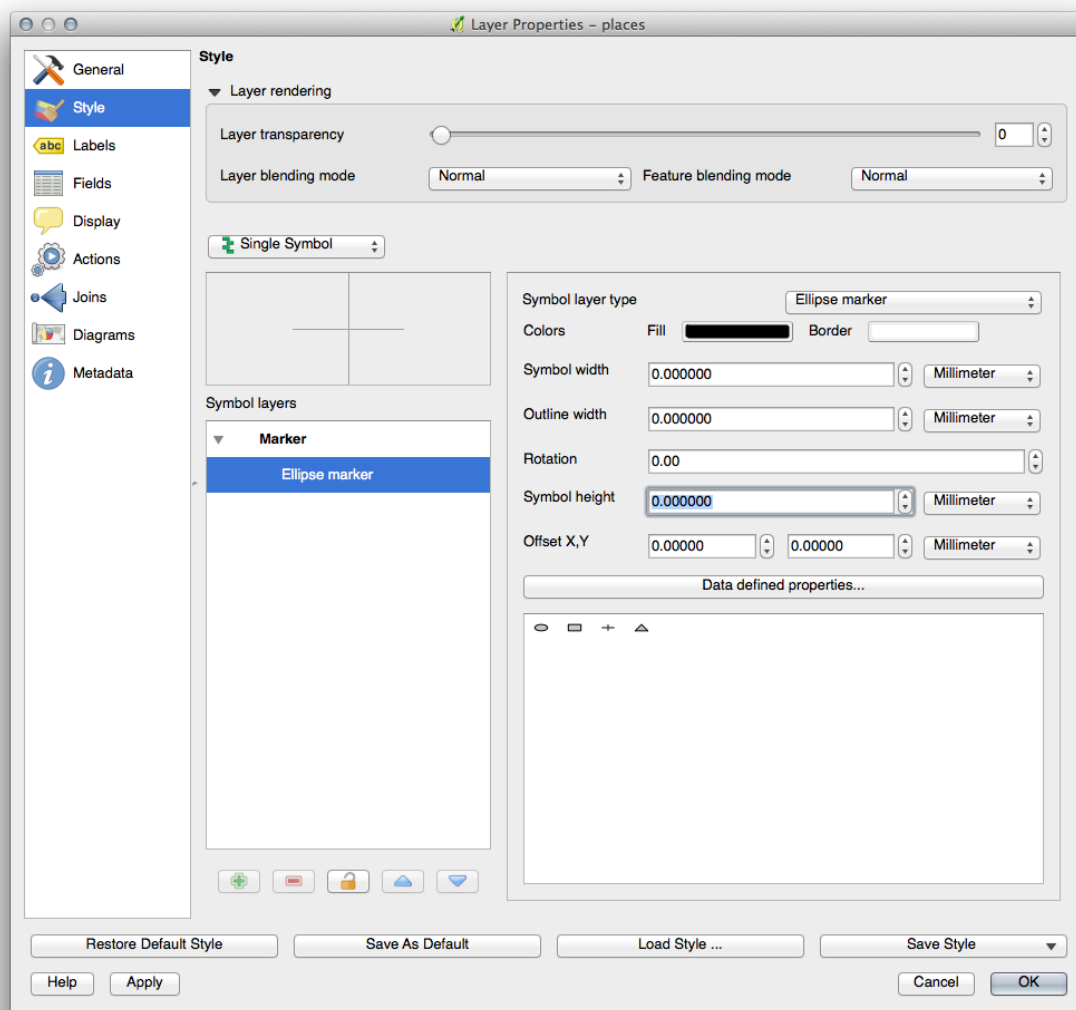 Layer Properties – places
General
Style
abc Labels
Fields
Display
Actions
Joins
Diagrams
Metadata
Style
Layer rendering
Layer transparency 0
Layer blending mode Normal Feature blending mode Normal
Single Symbol
Symbol layers
Marker
Ellipse marker
Symbol layer type Ellipse marker
Colors Fill Border
Symbol width 0.000000 Millimeter
Outline width 0.000000 Millimeter
Rotation 0.00
Symbol height 0.000000 Millimeter
Offset X,Y 0.00000 0.00000 Millimeter
Data defined properties...
Restore Default Style Save As Default Load Style ... Save Style
Help Apply Cancel OK